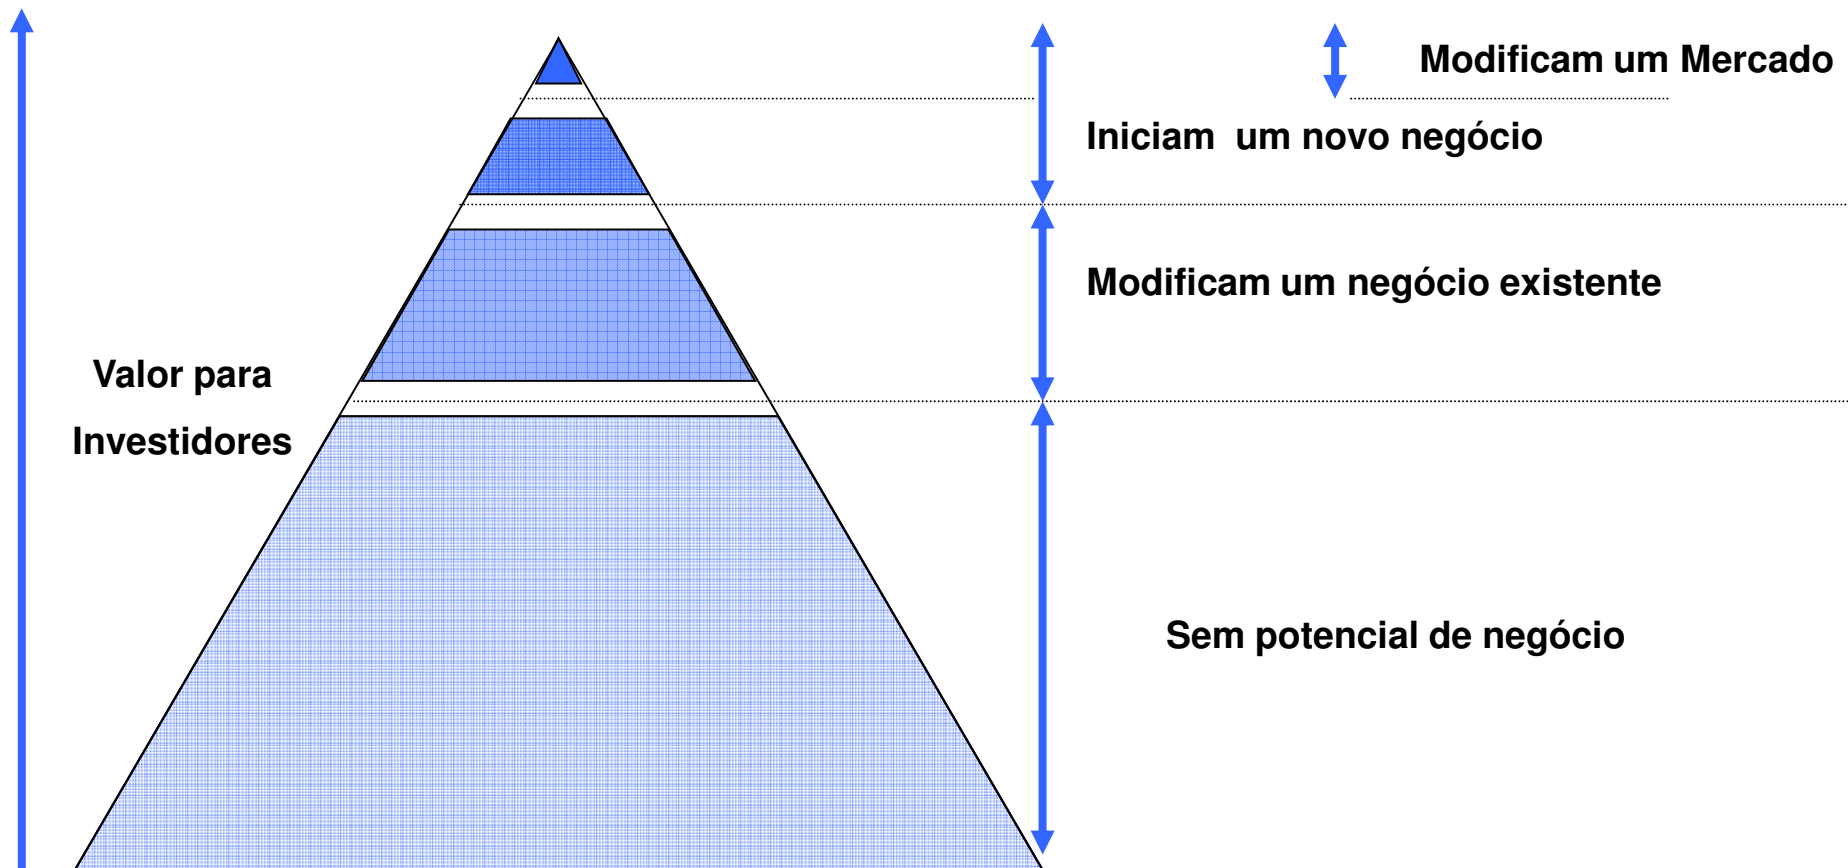 Modificam um Mercado
Iniciam um novo negócio
Modificam um negócio existente
Valor para
Investidores
Sem potencial de negócio